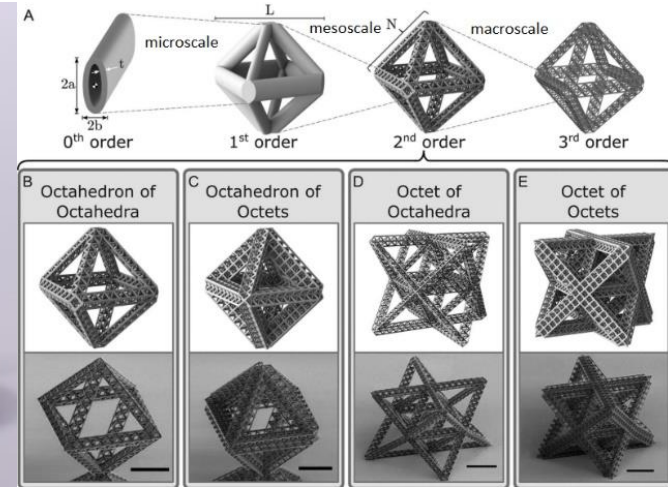 A
L
microscale
mesoscale
N
macroscale
t
2a
2b
0th order
1st order
2nd order
3rd order
B
Octahedron of
Octahedra
C
Octahedron
of Octets
D
Octet of
Octahedra
E
Octet of
Octets